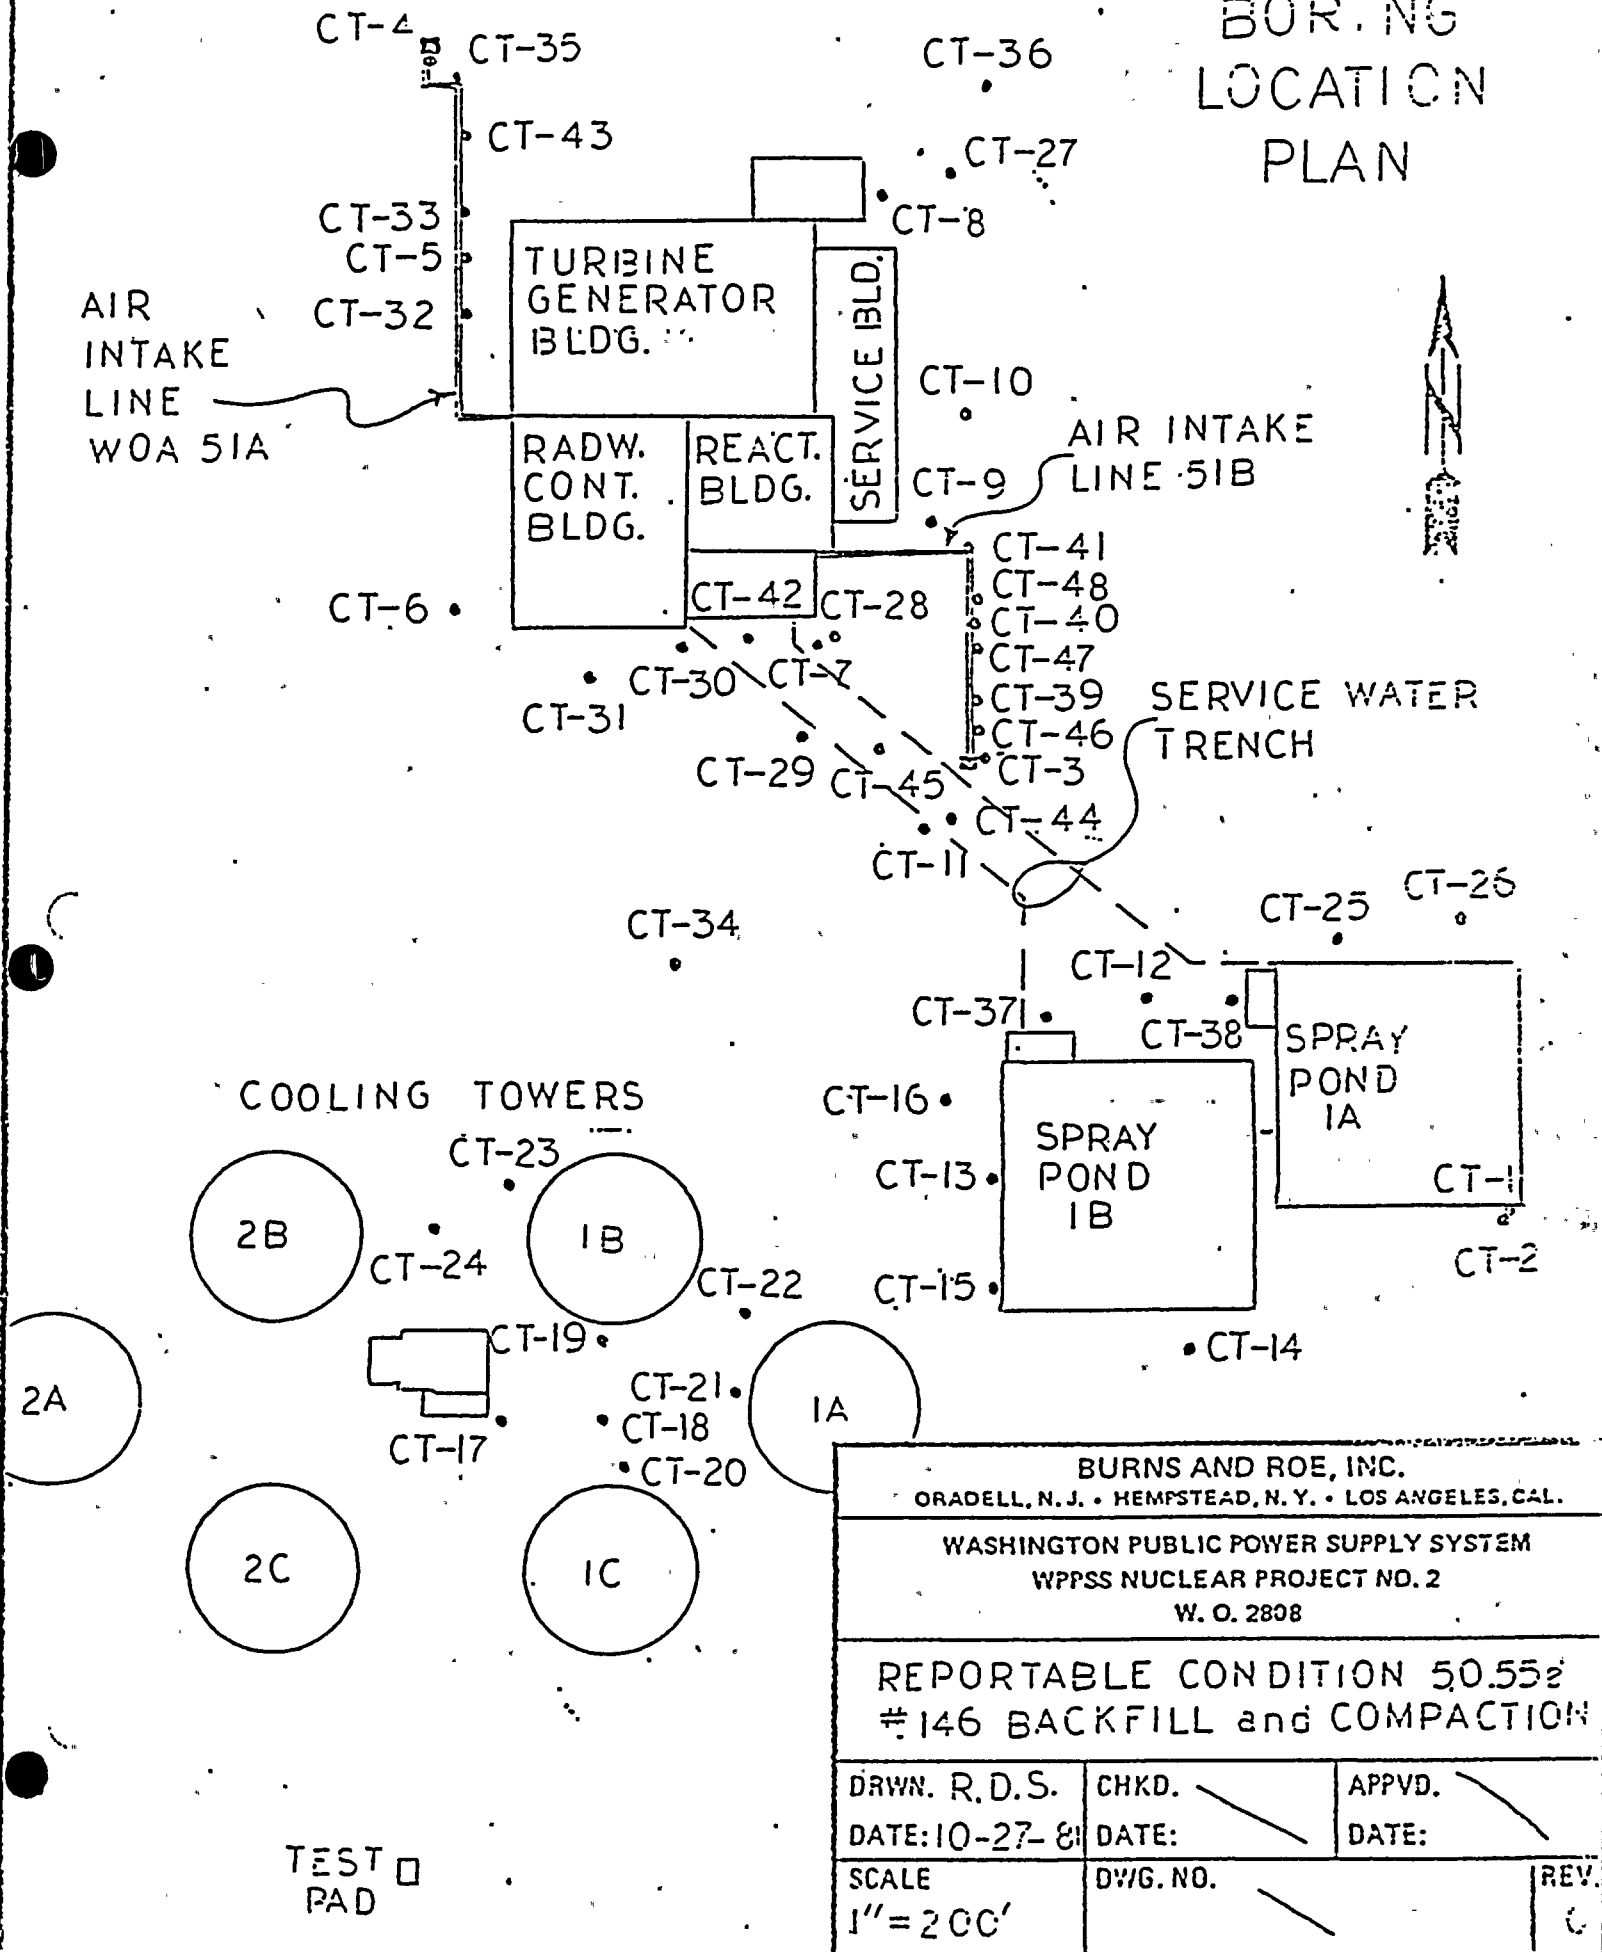 BORING
LOCATION
PLAN
CT-4
CT-35
CT-36
CT-43
CT-27
CT-33
CT-8
CT-5
CT-32
TURBINE
GENERATOR
BLDG.
SERVICE BLD.
AIR
INTAKE
LINE
WOA 51A
CT-10
RADW.
CONT.
BLDG.
REACT.
BLDG.
AIR INTAKE
LINE 51B
CT-9
CT-41
CT-48
CT-40
CT-47
CT-39
CT-46
CT-3
CT-42
CT-28
CT-6
CT-30
CT-7
CT-31
SERVICE WATER
TRENCH
CT-29
CT-45
CT-44
CT-11
CT-34
CT-25
CT-26
CT-12
CT-37
CT-38
SPRAY
POND
1A
CT-1
CT-2
COOLING TOWERS
CT-16
SPRAY
POND
1B
CT-13
CT-15
CT-14
CT-23
2B
CT-24
1B
CT-22
CT-19
2A
CT-21
1A
CT-18
CT-17
CT-20
2C
1C
TEST
PAD
BURNS AND ROE, INC.
ORADELL, N.J. • HEMPSTEAD, N.Y. • LOS ANGELES, CAL.
WASHINGTON PUBLIC POWER SUPPLY SYSTEM
WPPSS NUCLEAR PROJECT NO. 2
W. O. 2808
REPORTABLE CONDITION 50.55e
#146 BACKFILL and COMPACTION
DRWN. R.D.S.
DATE: 10-27-81
CHKD.
DATE:
APPVD.
DATE:
SCALE
1"=200'
DWG. NO.
REV.